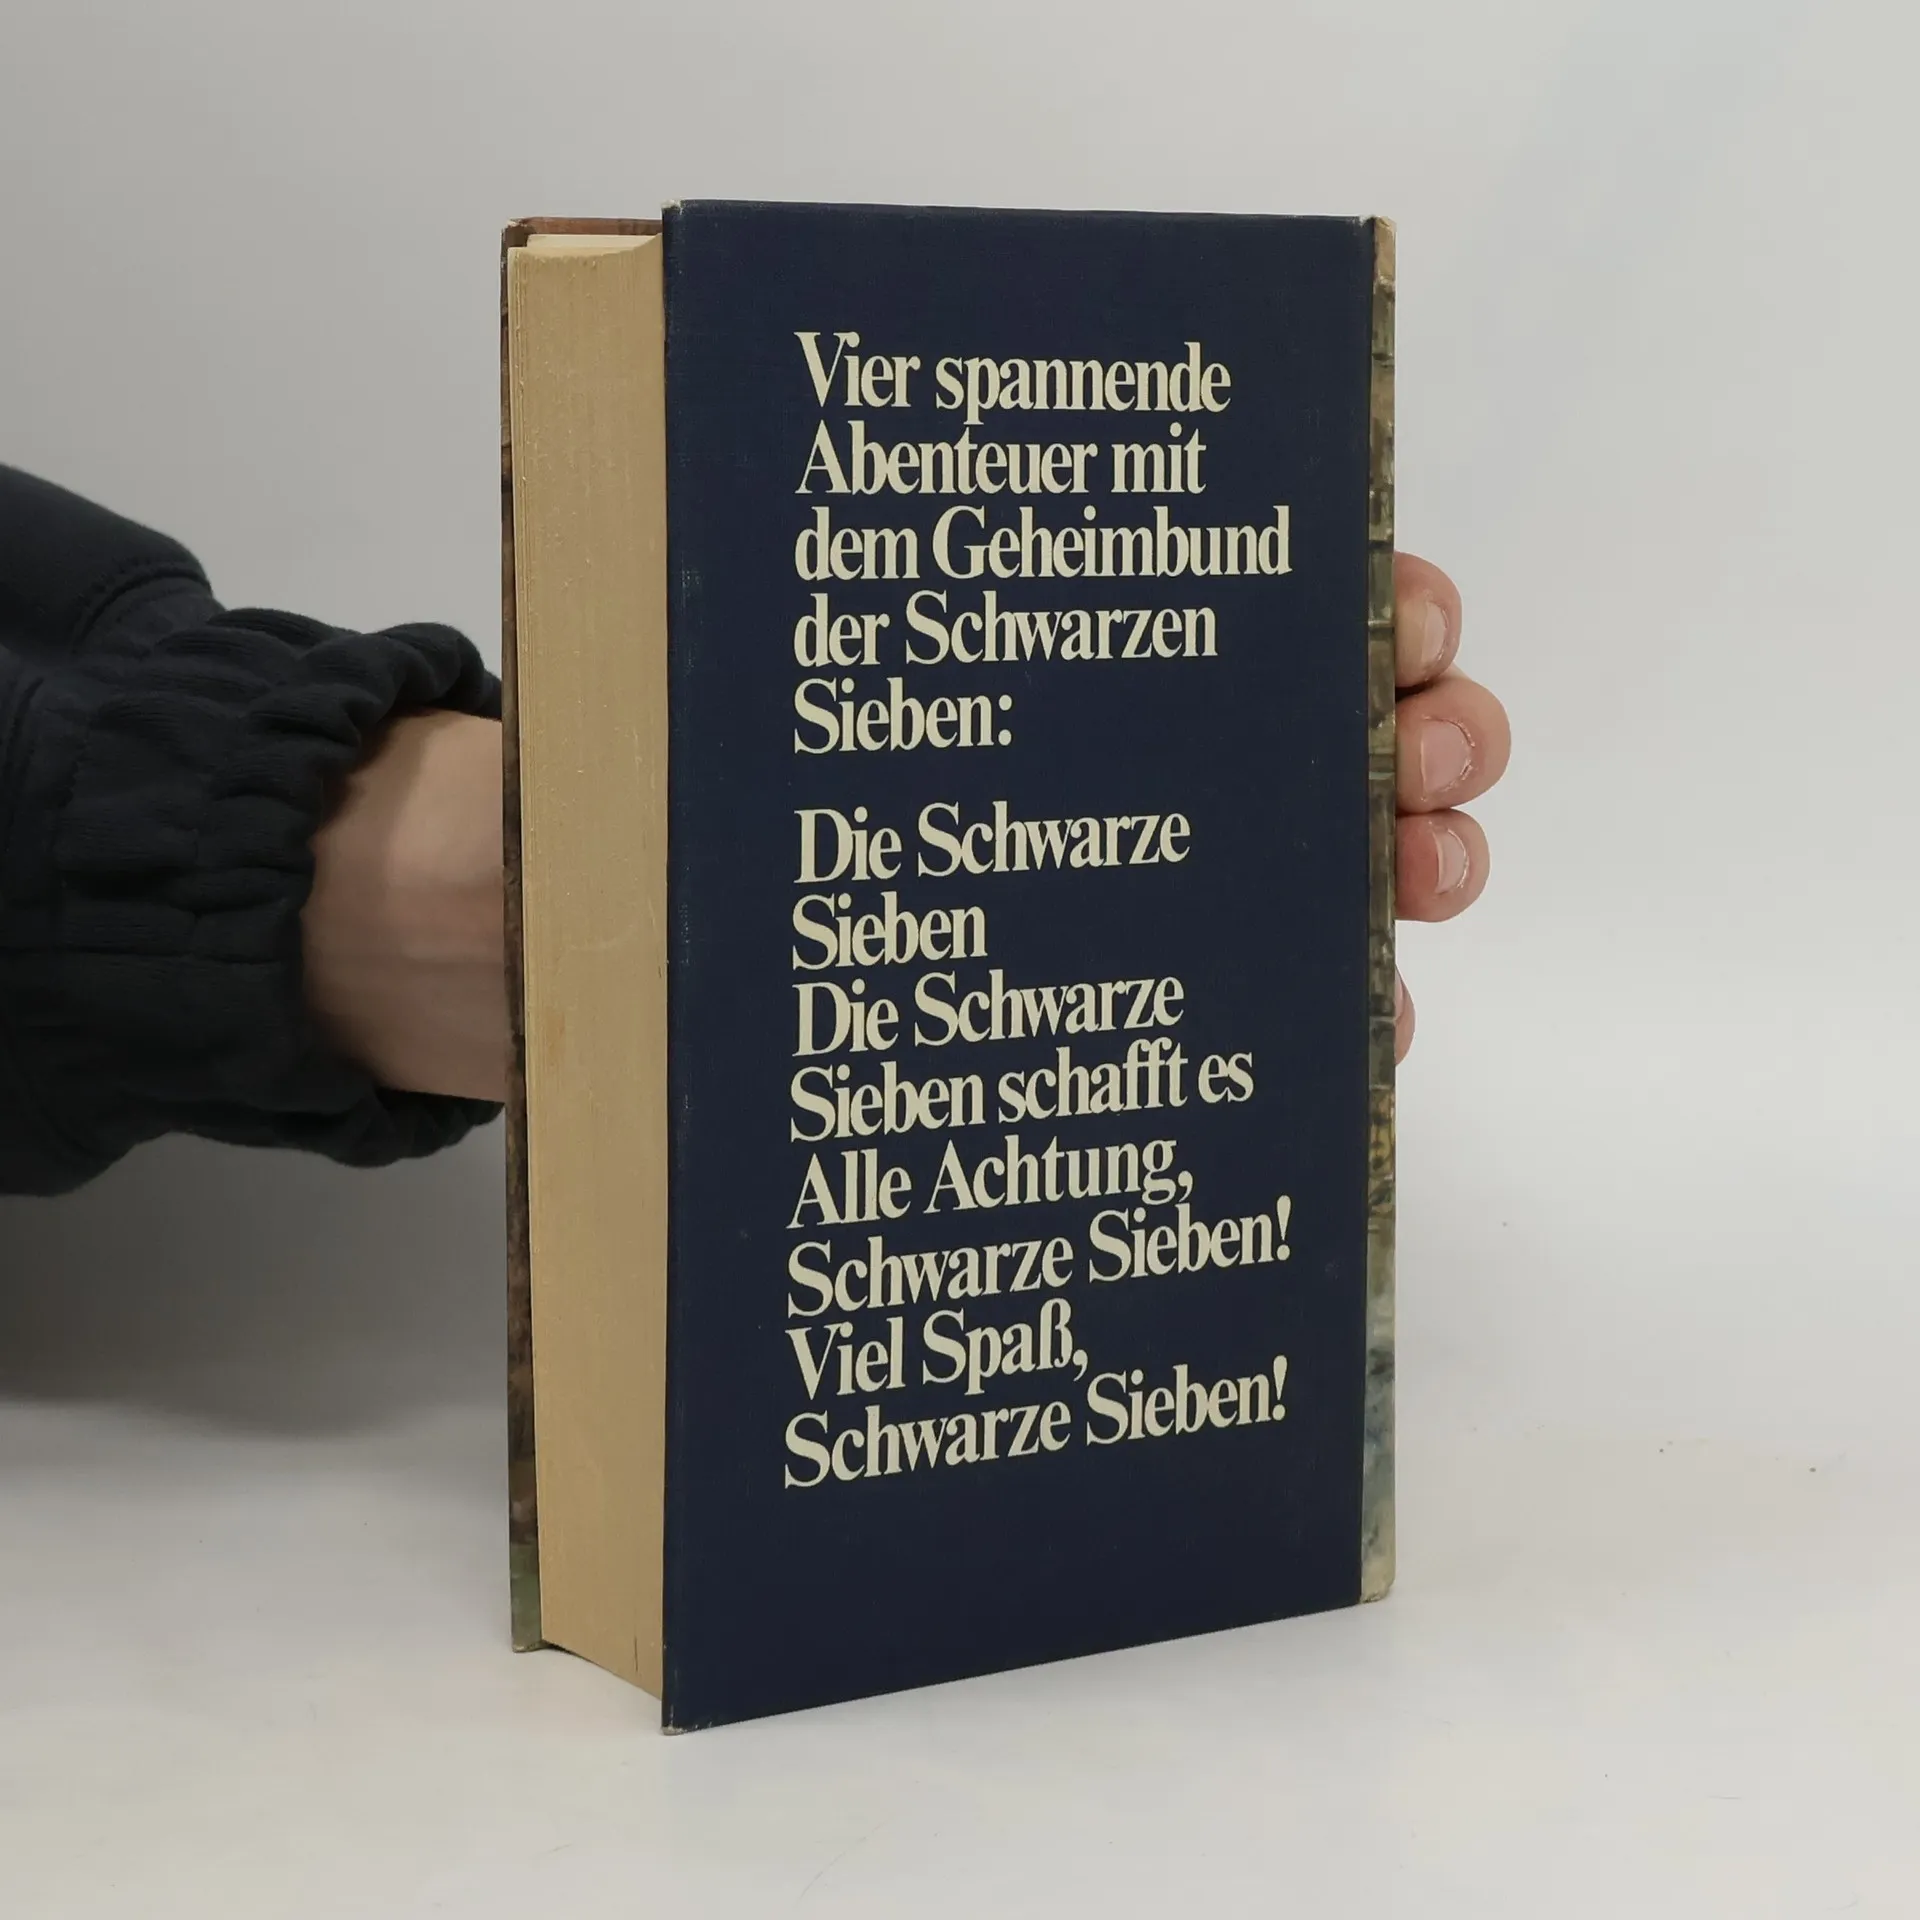 Vier spannende
Abenteuer mit
dem Geheimbund
der Schwarzen
Sieben:
Die Schwarze
Sieben
Die Schwarze
Sieben schafft es
Alle Achtung,
Schwarze Sieben!
Viel Spaß,
Schwarze Sieben!